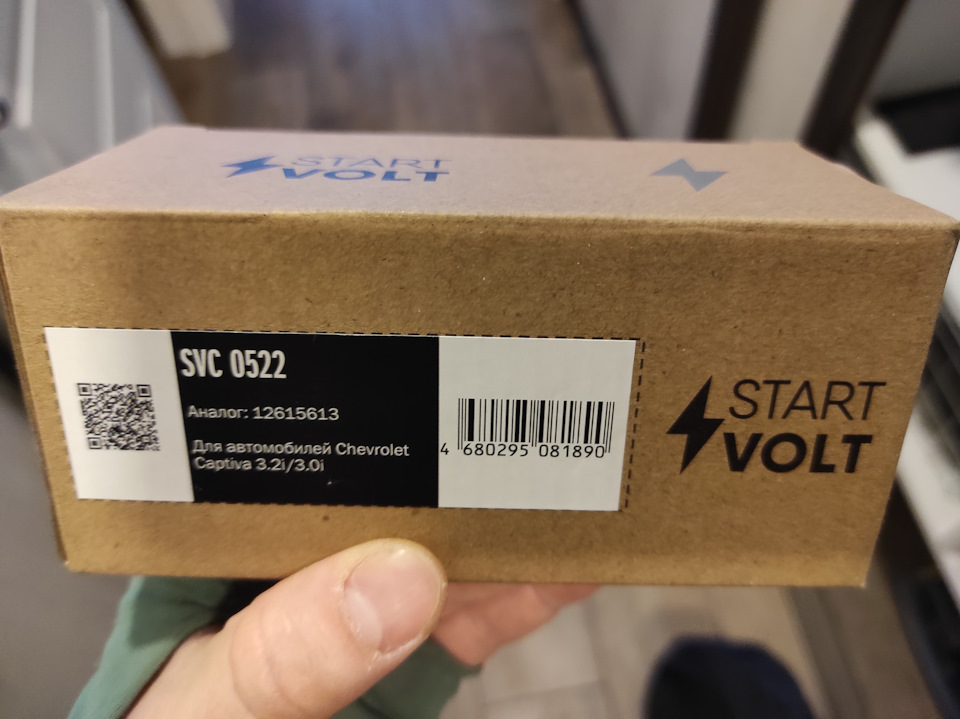 START
VOLT
SVC 0522
Аналог: 12615613
Для автомобилей Chevrolet
Captiva 3.2i/3.0i
4 680295 081890
START
VOLT